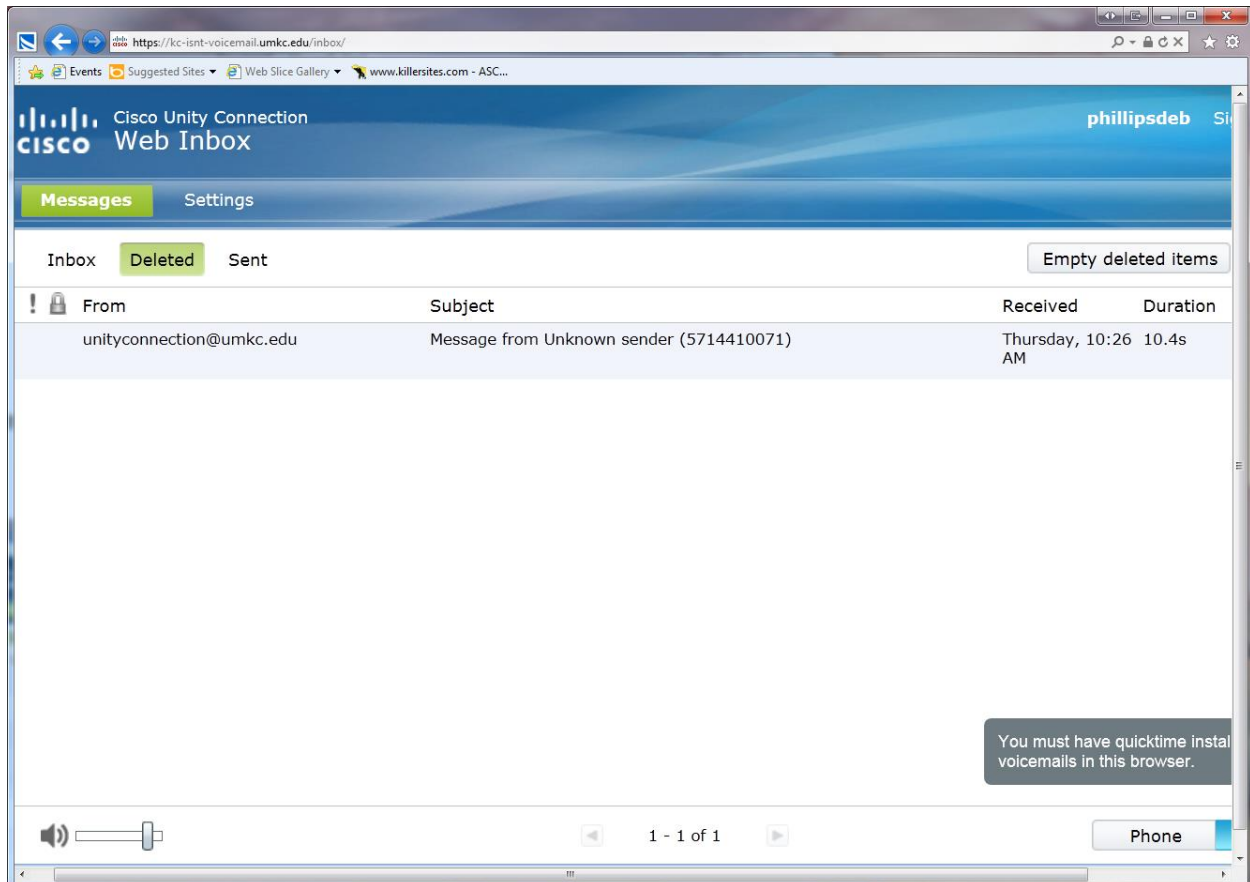 https://kc-isnt-voicemail.umkc.edu/inbox/
Events Suggested Sites Web Slice Gallery www.killersites.com - ASC...
Cisco Unity Connection
CISCO Web Inbox
phillipsdeb Si
Messages Settings
Inbox Deleted Sent Empty deleted items
! From Subject Received Duration
unityconnection@umkc.edu Message from Unknown sender (5714410071) Thursday, 10:26 10.4s
AM
You must have quicktime instal
voicemails in this browser.
1 - 1 of 1 Phone